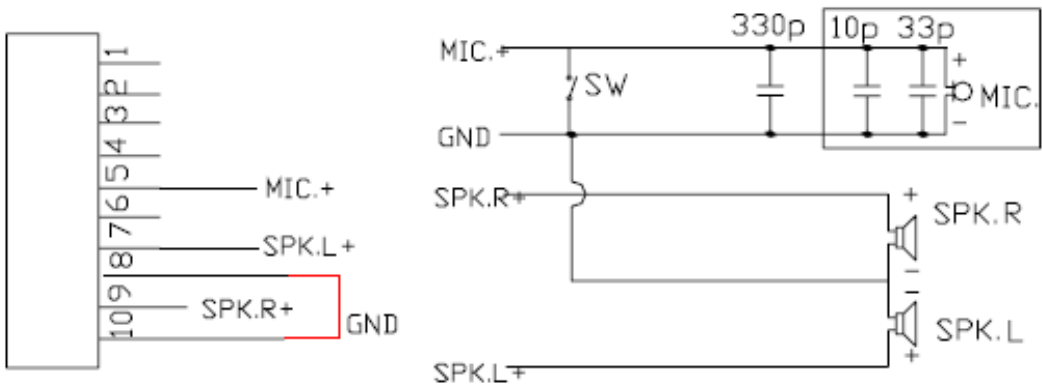 1
2
3
4
5
6
7
8
9
10
MIC.+
SPK.L+
SPK.R+
GND
330p
10p
33p
MIC.+
SW
+
MIC.
-
GND
SPK.R+
+
SPK.R
-
-
SPK.L
+
SPK.L+